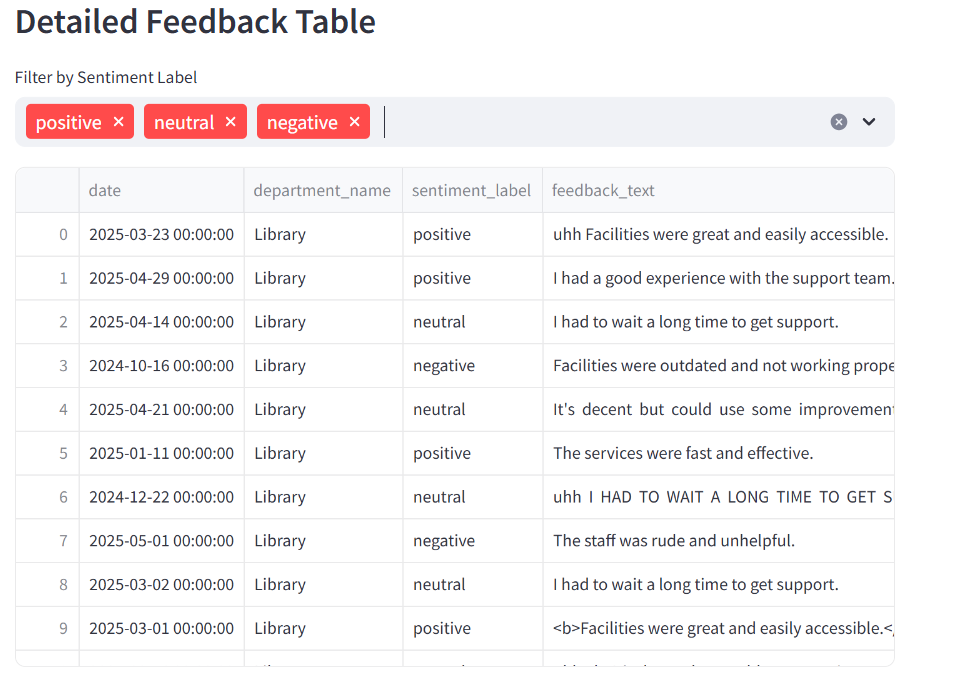 Detailed Feedback Table
Filter by Sentiment Label
positive × neutral × negative ×
date department_name sentiment_label feedback_text
0 2025-03-23 00:00:00 Library positive uhh Facilities were great and easily accessible.
1 2025-04-29 00:00:00 Library positive I had a good experience with the support team.
2 2025-04-14 00:00:00 Library neutral I had to wait a long time to get support.
3 2024-10-16 00:00:00 Library negative Facilities were outdated and not working prope
4 2025-04-21 00:00:00 Library neutral It's decent but could use some improvemen
5 2025-01-11 00:00:00 Library positive The services were fast and effective.
6 2024-12-22 00:00:00 Library neutral uhh I HAD TO WAIT A LONG TIME TO GET S
7 2025-05-01 00:00:00 Library negative The staff was rude and unhelpful.
8 2025-03-02 00:00:00 Library neutral I had to wait a long time to get support.
9 2025-03-01 00:00:00 Library positive <b>Facilities were great and easily accessible.<